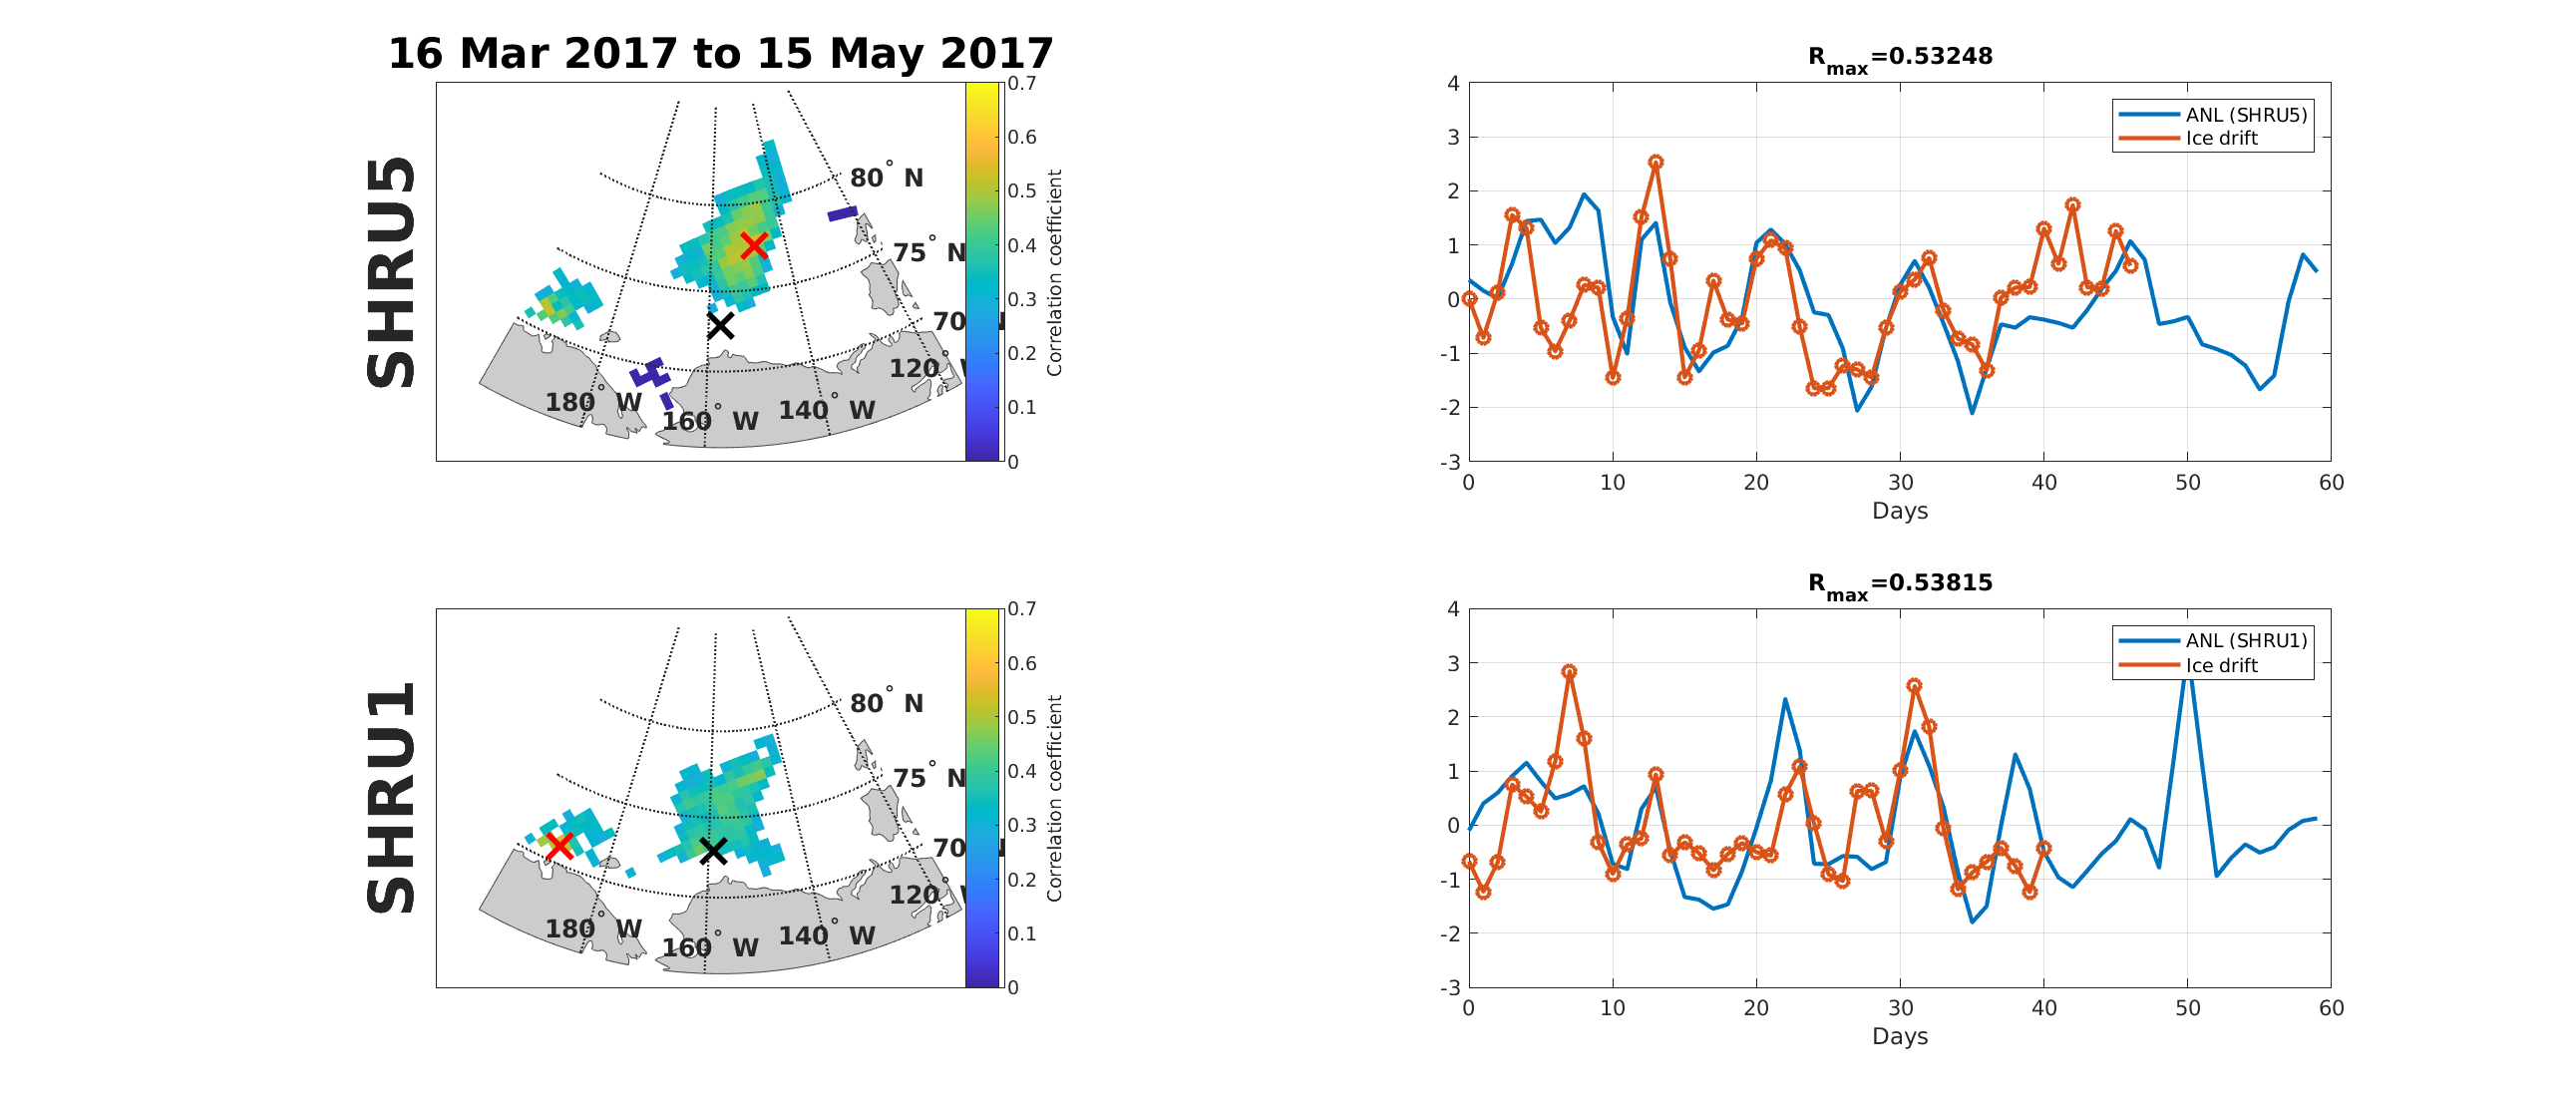 16 Mar 2017 to 15 May 2017
SHRU5
80° N
75° N
70
120°
180° W
160° W
140° W
0.7
0.6
0.5
0.4
0.3
0.2
0.1
0
Correlation coefficient
Rmax=0.53248
4
3
2
1
0
-1
-2
-3
0 10 20 30 40 50 60
Days
ANL (SHRU5)
Ice drift
SHRU1
80° N
75° N
70
120°
180° W
160° W
140° W
0.7
0.6
0.5
0.4
0.3
0.2
0.1
0
Correlation coefficient
Rmax=0.53815
4
3
2
1
0
-1
-2
-3
0 10 20 30 40 50 60
Days
ANL (SHRU1)
Ice drift